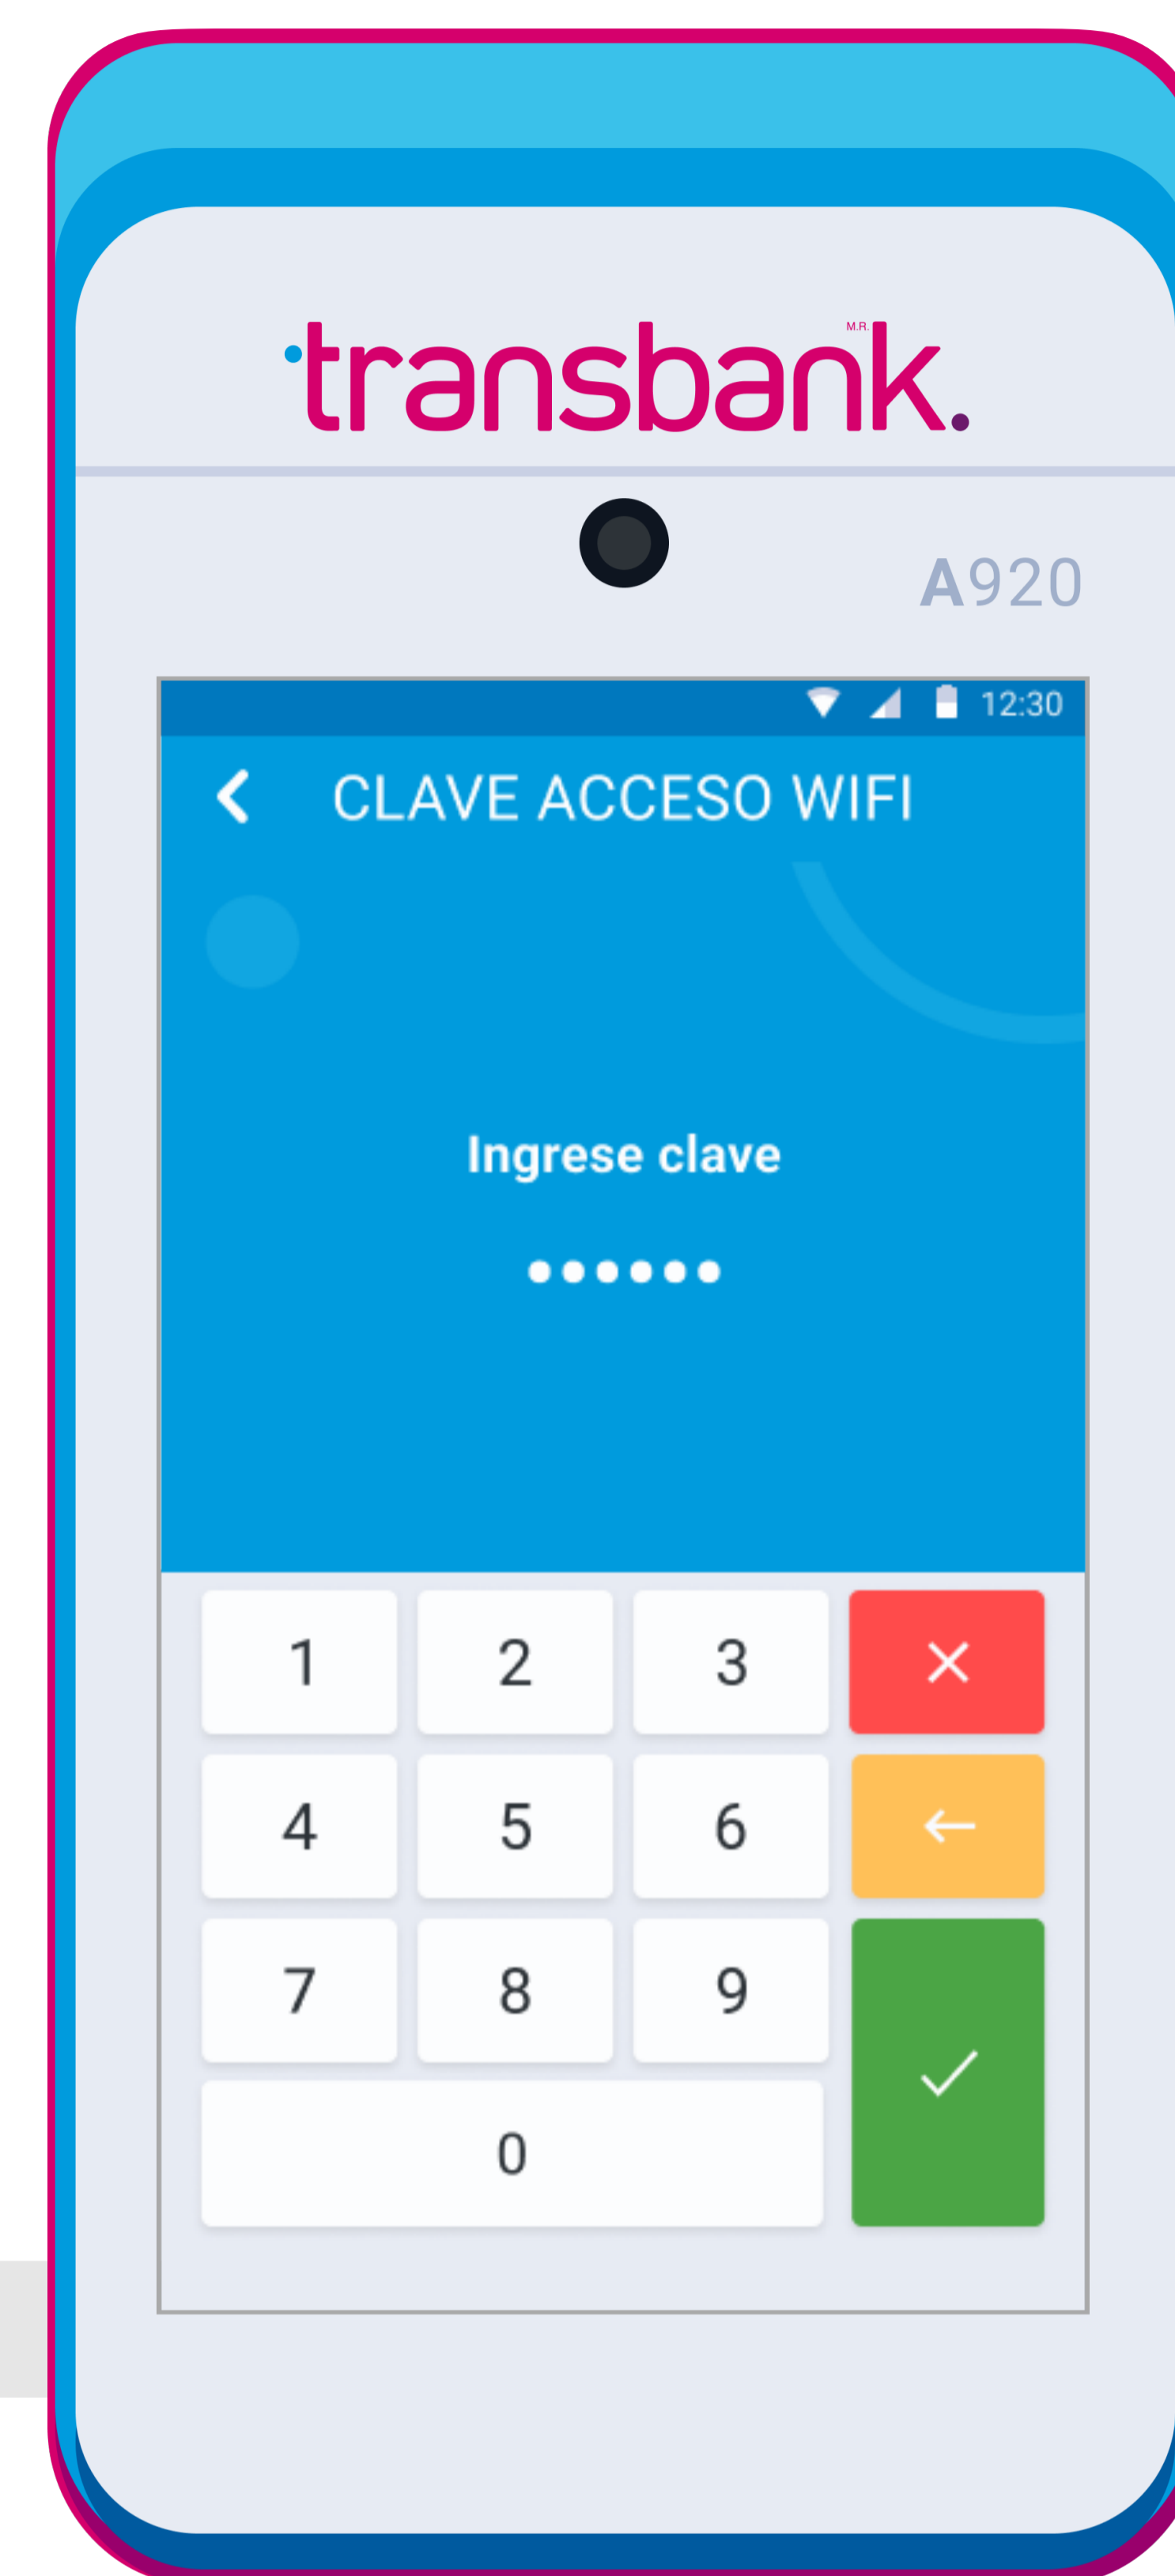 transbank.
M.R.
A920
12:30
CLAVE ACCESO WIFI
Ingrese clave
1 2 3
4 5 6
7 8 9
0